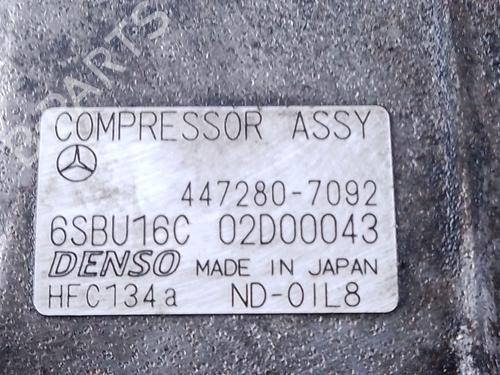 COMPRESSOR ASSY
447280-7092
6SBU16C 02D00043
DENSO MADE IN JAPAN
HFC134a ND-OIL8